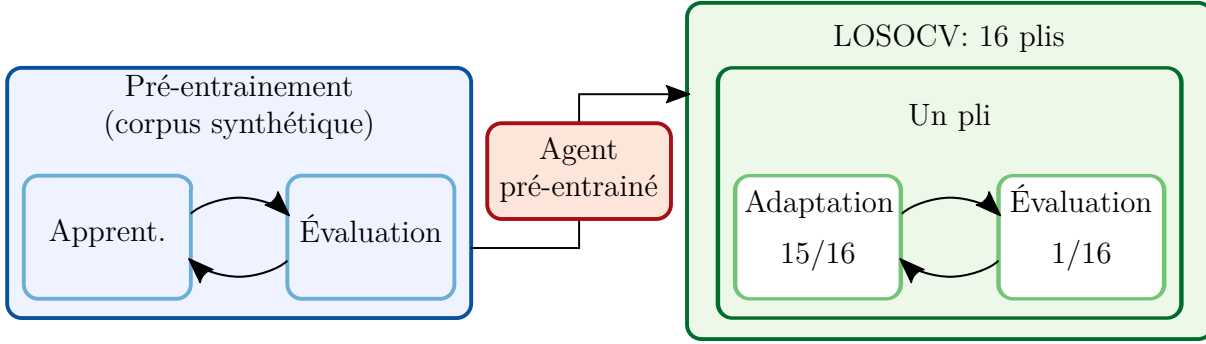 Pré-entrainement
(corpus synthétique)
Apprent.
Évaluation
Agent
pré-entrainé
LOSOCV: 16 plis
Un pli
Adaptation
15/16
Évaluation
1/16